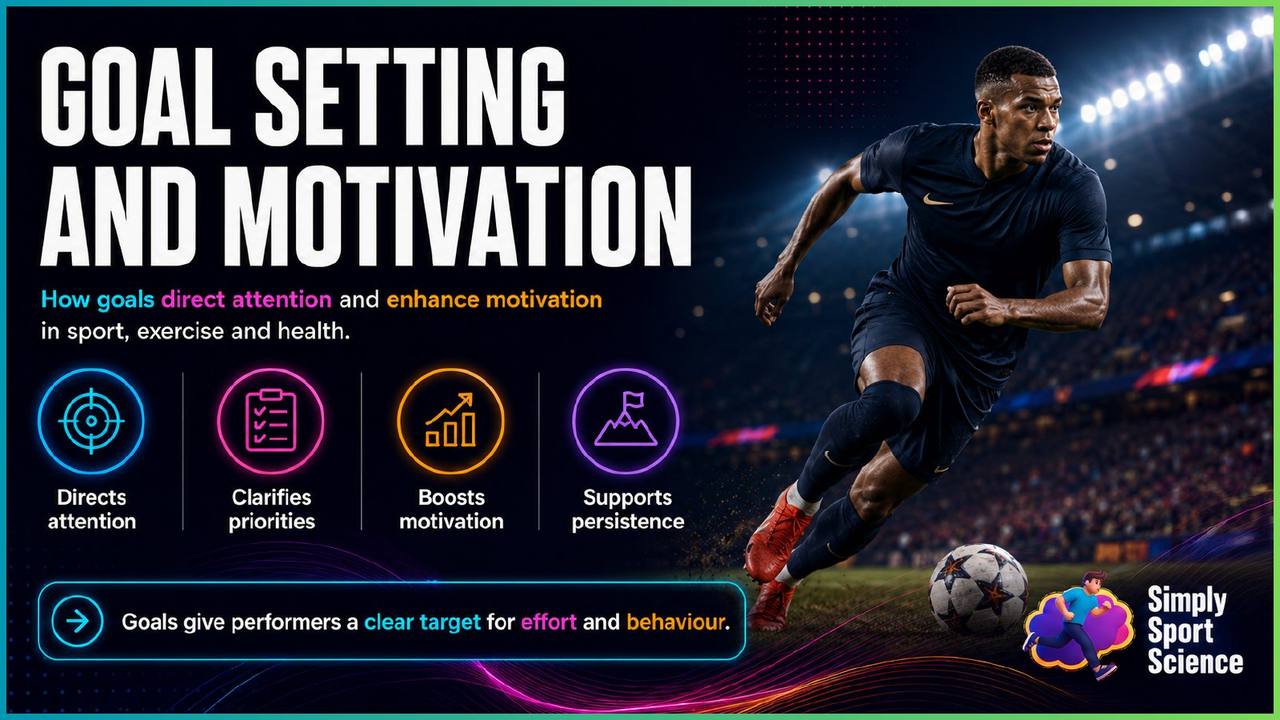 GOAL SETTING
AND MOTIVATION
How goals direct attention and enhance motivation
in sport, exercise and health.
Directs
attention
Clarifies
priorities
Boosts
motivation
Supports
persistence
Goals give performers a clear target for effort and behaviour.
Simply
Sport
Science